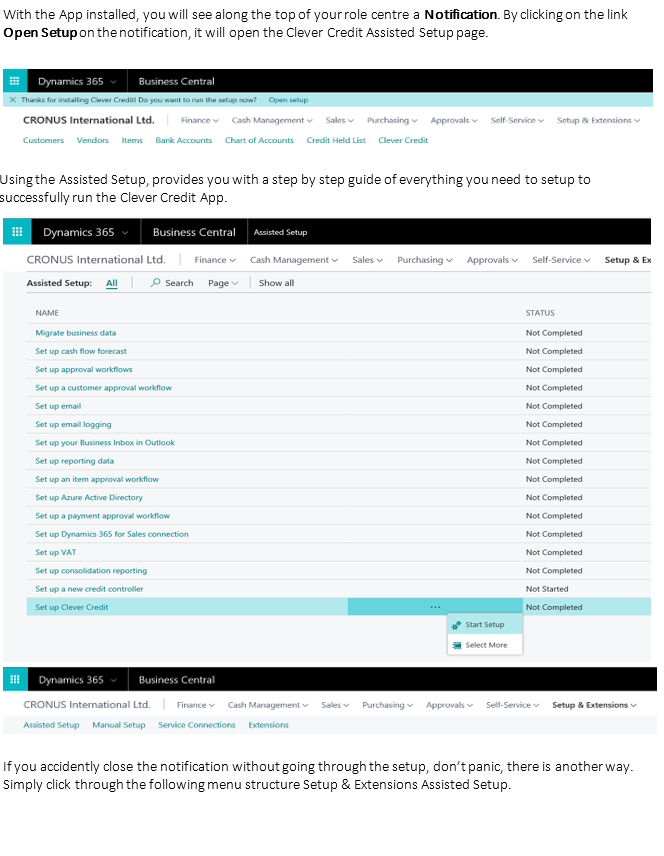 With the App installed, you will see along the top of your role centre a Notification. By clicking on the link
Open Setup on the notification, it will open the Clever Credit Assisted Setup page.
Dynamics 365 Business Central
× Thanks for installing Clever Credit! Do you want to run the setup now? Open setup
CRONUS International Ltd. Finance Cash Management Sales Purchasing Approvals Self-Service Setup & Extensions
Customers Vendors Items Bank Accounts Chart of Accounts Credit Held List Clever Credit
Using the Assisted Setup, provides you with a step by step guide of everything you need to setup to
successfully run the Clever Credit App.
Dynamics 365 Business Central Assisted Setup
CRONUS International Ltd. Finance Cash Management Sales Purchasing Approvals Self-Service Setup & Ex
Assisted Setup: All Search Page Show all
NAME STATUS
Migrate business data Not Completed
Set up cash flow forecast Not Completed
Set up approval workflows Not Completed
Set up a customer approval workflow Not Completed
Set up email Not Completed
Set up email logging Not Completed
Set up your Business Inbox in Outlook Not Completed
Set up reporting data Not Completed
Set up an item approval workflow Not Completed
Set up Azure Active Directory Not Completed
Set up a payment approval workflow Not Completed
Set up Dynamics 365 for Sales connection Not Completed
Set up VAT Not Completed
Set up consolidation reporting Not Completed
Set up a new credit controller Not Started
Set up Clever Credit ... Not Completed
Start Setup
Select More
Dynamics 365 Business Central
CRONUS International Ltd. Finance Cash Management Sales Purchasing Approvals Self-Service Setup & Extensions
Assisted Setup Manual Setup Service Connections Extensions
If you accidently close the notification without going through the setup, don't panic, there is another way.
Simply click through the following menu structure Setup & Extensions Assisted Setup.